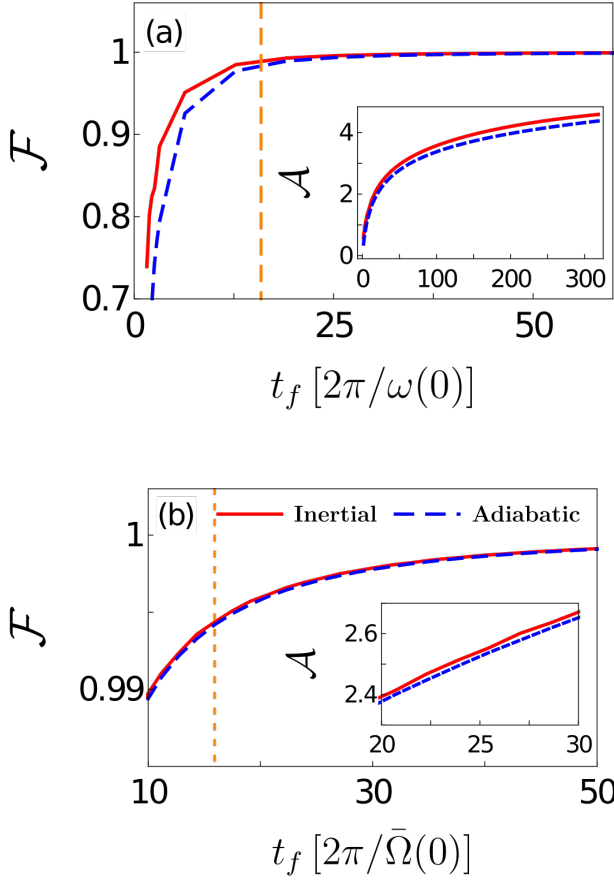 (a)
1
0.9
0.8
0.7
ℱ
0
25
50
t_f [2π/ω(0)]
𝒜
4
2
0
0
100
200
300
(b)
Inertial
Adiabatic
1
0.99
ℱ
10
30
50
t_f [2π/Ω̄(0)]
𝒜
2.6
2.4
20
25
30